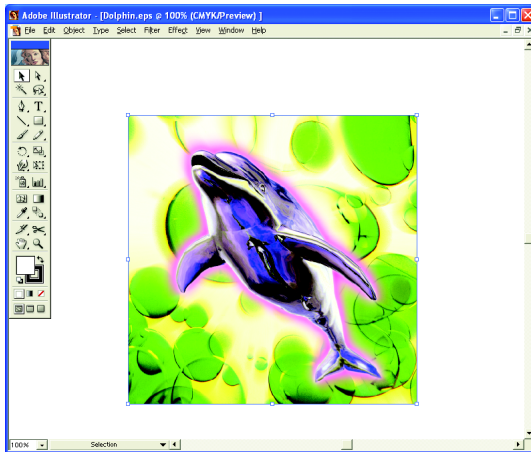 Adobe Illustrator - [Dolphin.eps @ 100% (CMYK/Preview) ]
File Edit Object Type Select Filter Effect View Window Help
T
100%
Selection